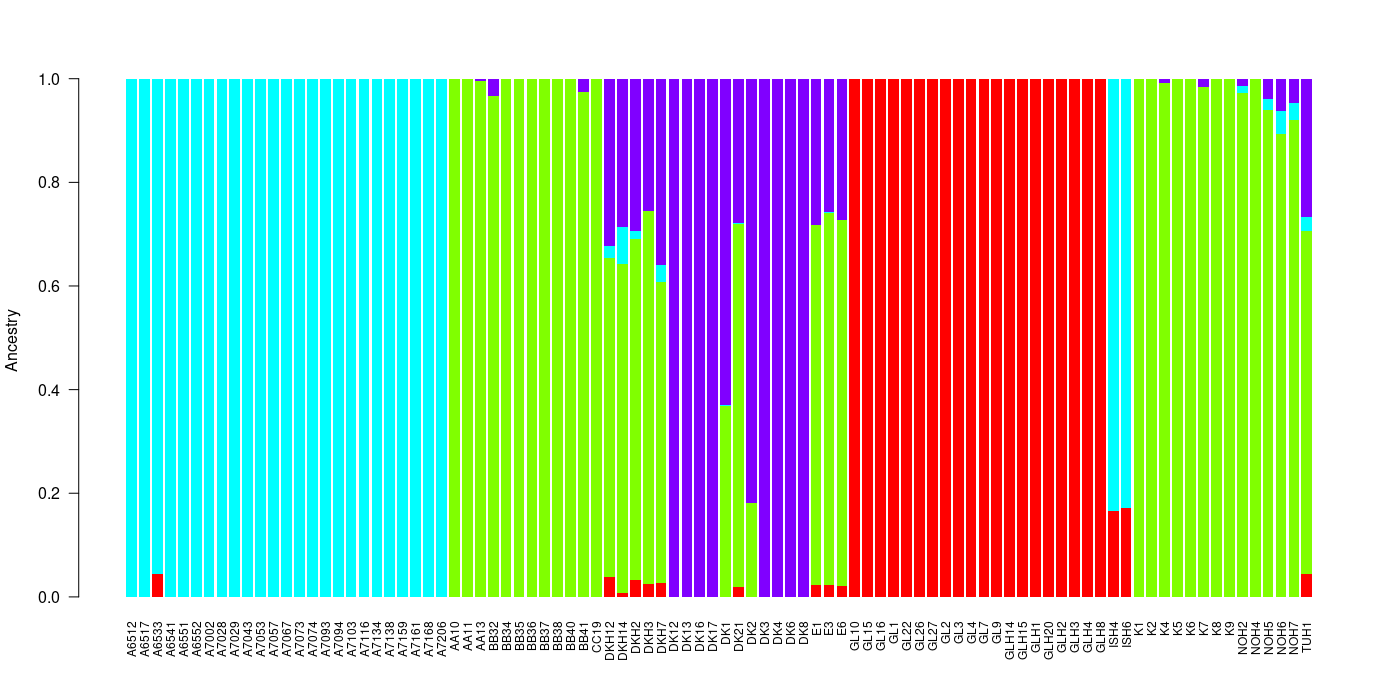 1.0
0.8
0.6
0.4
0.2
0.0
Ancestry
A6512
A6517
A6533
A6541
A6551
A6552
A7002
A7028
A7029
A7043
A7053
A7057
A7067
A7073
A7074
A7093
A7094
A7103
A7116
A7134
A7138
A7159
A7161
A7168
A7206
AA10
AA11
AA13
BB32
BB34
BB35
BB36
BB37
BB38
BB40
BB41
CC19
DKH12
DKH14
DKH2
DKH3
DKH7
DK12
DK13
DK16
DK17
DK1
DK21
DK2
DK3
DK4
DK6
DK8
E1
E3
E6
GL10
GL15
GL16
GL1
GL22
GL26
GL27
GL2
GL3
GL4
GL7
GL9
GLH14
GLH15
GLH1
GLH20
GLH2
GLH3
GLH4
GLH8
ISH4
ISH6
K1
K2
K4
K5
K6
K7
K8
K9
NOH2
NOH4
NOH5
NOH6
NOH7
TUH1